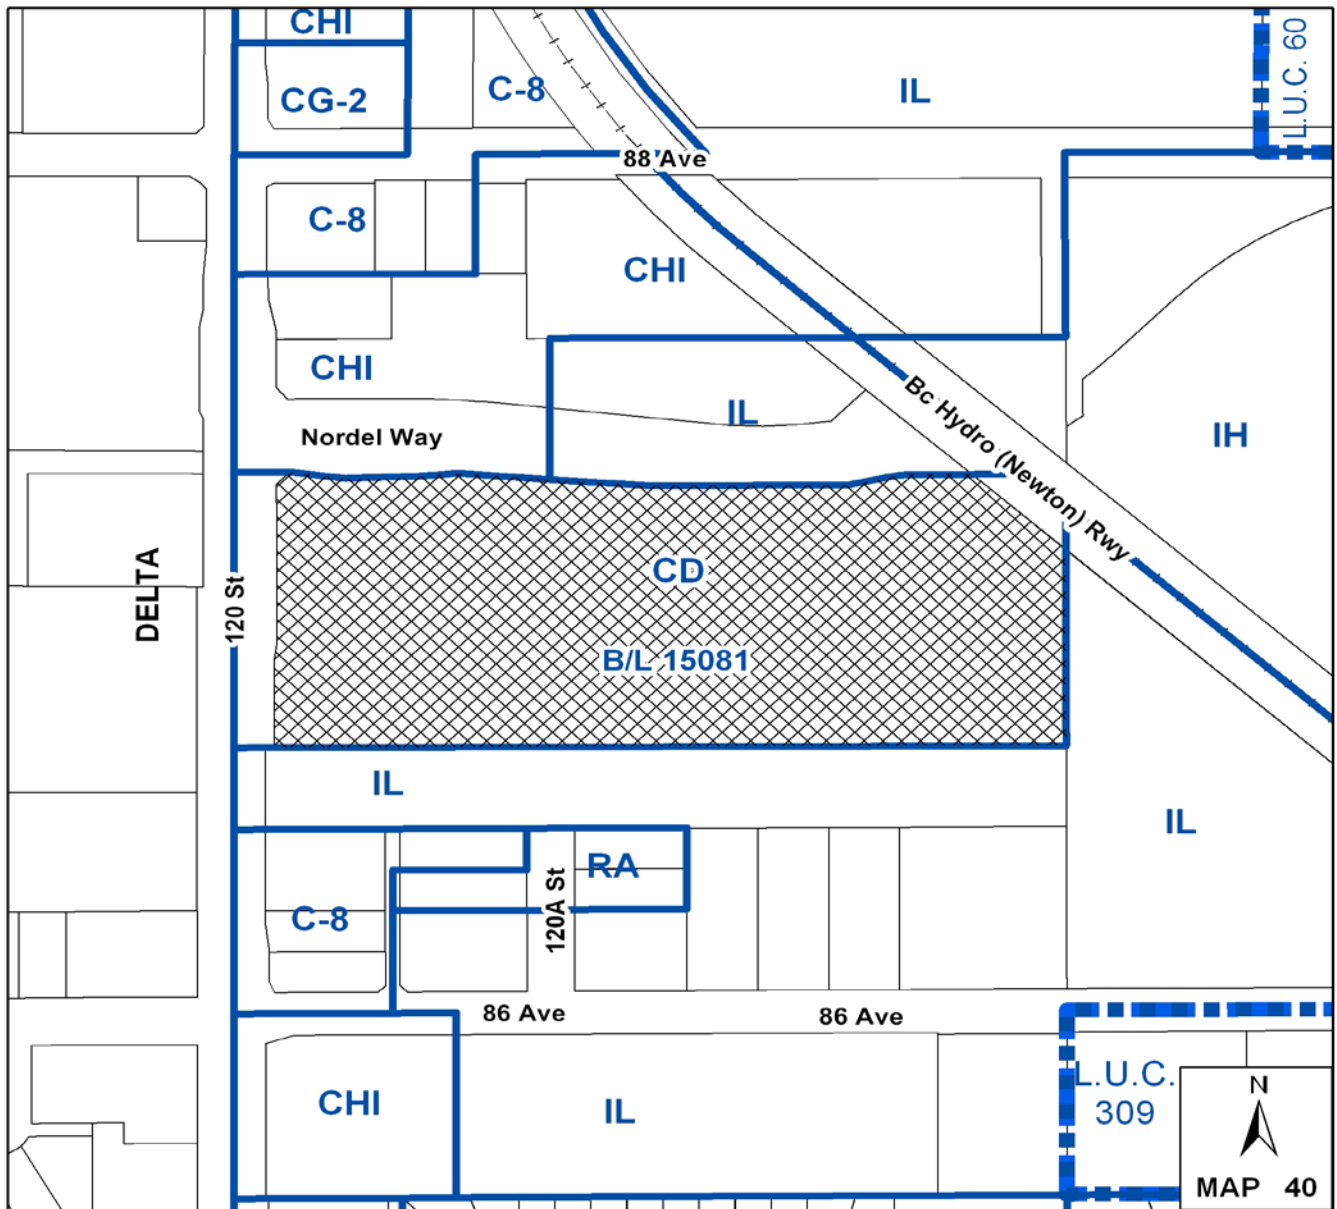 CHI
L.U.C. 60
CG-2
C-8
IL
88 Ave
C-8
CHI
CHI
IL
Bc Hydro (Newton) Rwy
Nordel Way
IH
CD
DELTA
120 St
B/L 15081
IL
IL
RA
120A St
C-8
86 Ave
86 Ave
L.U.C.
309
CHI
IL
N
MAP 40